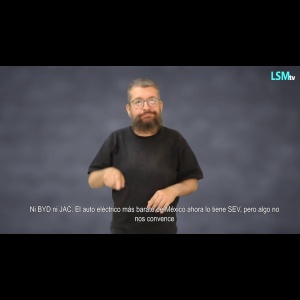 LSMtv
Ni BYD ni JAC. El auto eléctrico más barato de México ahora lo tiene SEV, pero algo no
nos convence